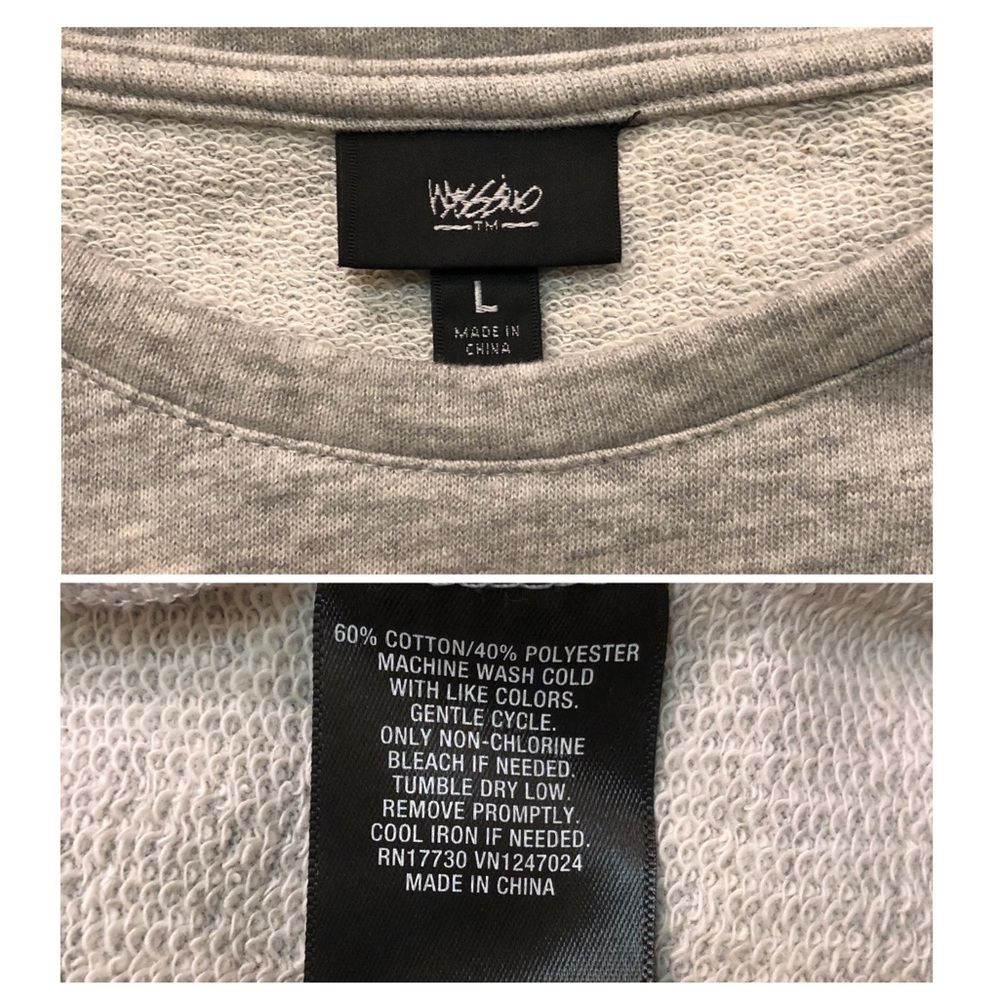 Mossimo
TM
L
MADE IN
CHINA
60% COTTON/40% POLYESTER
MACHINE WASH COLD
WITH LIKE COLORS.
GENTLE CYCLE.
ONLY NON-CHLORINE
BLEACH IF NEEDED.
TUMBLE DRY LOW.
REMOVE PROMPTLY.
COOL IRON IF NEEDED.
RN17730 VN1247024
MADE IN CHINA